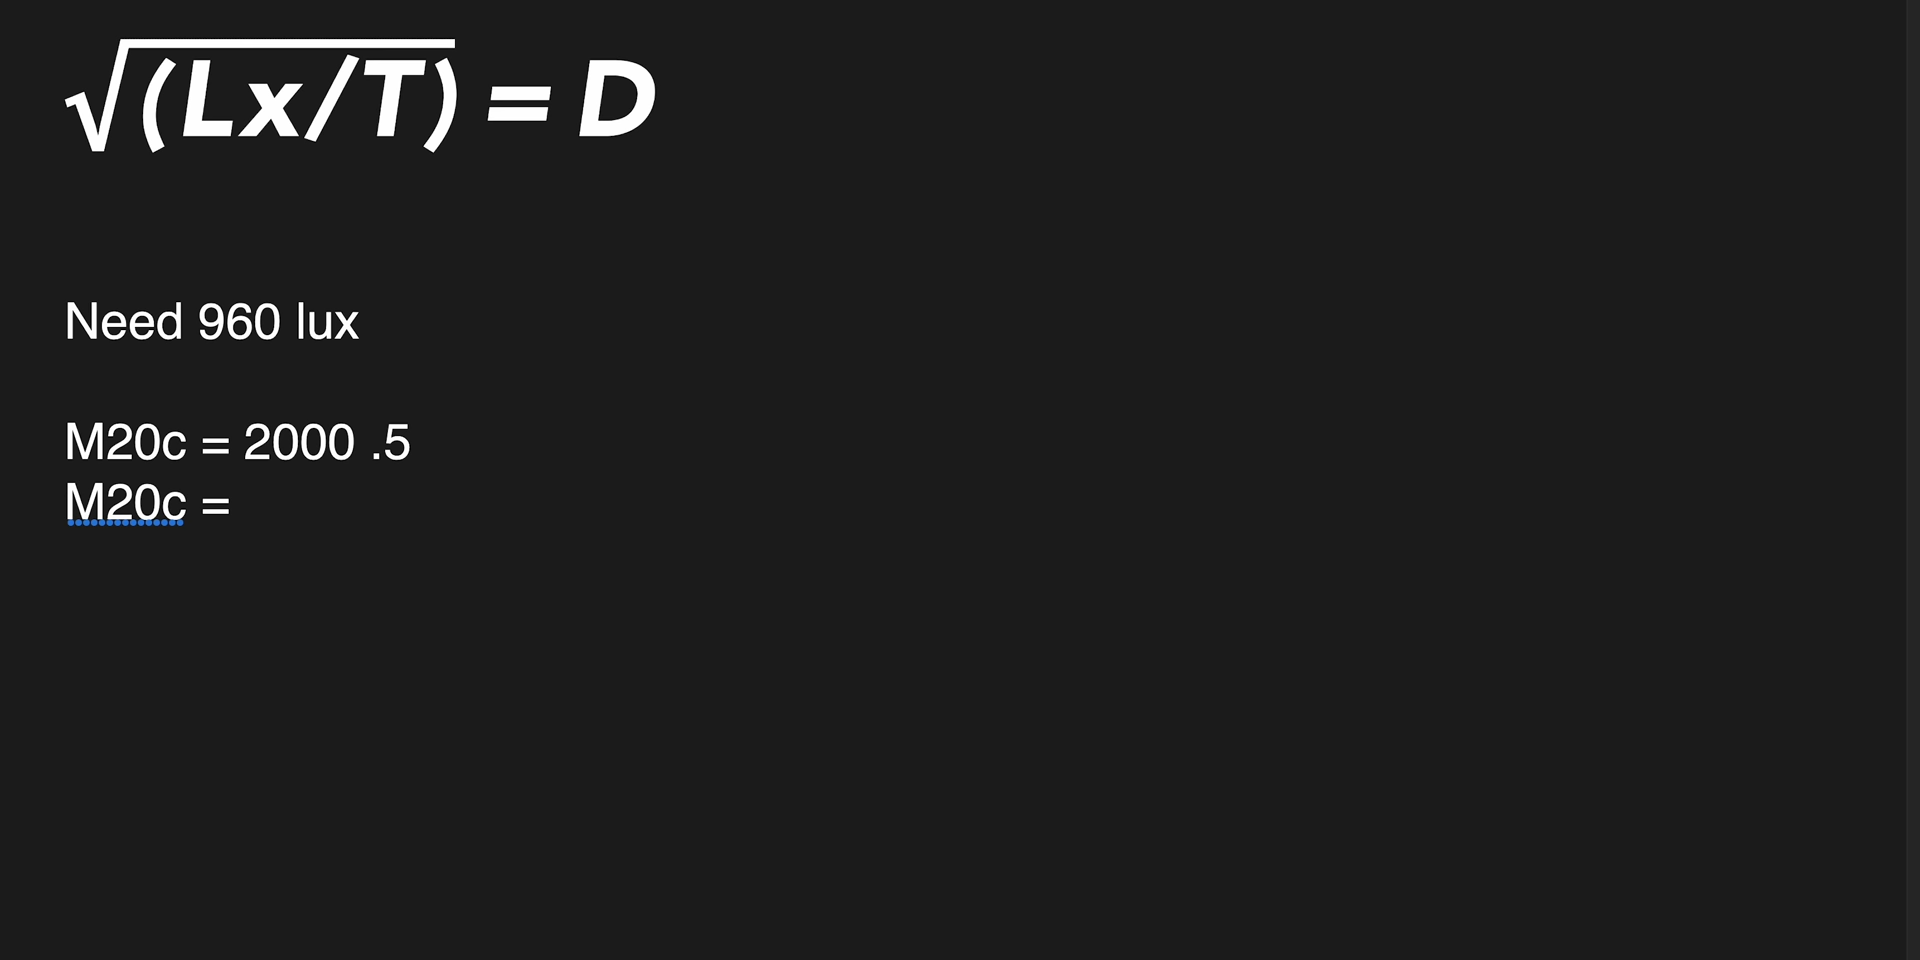 √(Lx/T) = D
Need 960 lux
M20c = 2000 .5
M20c =